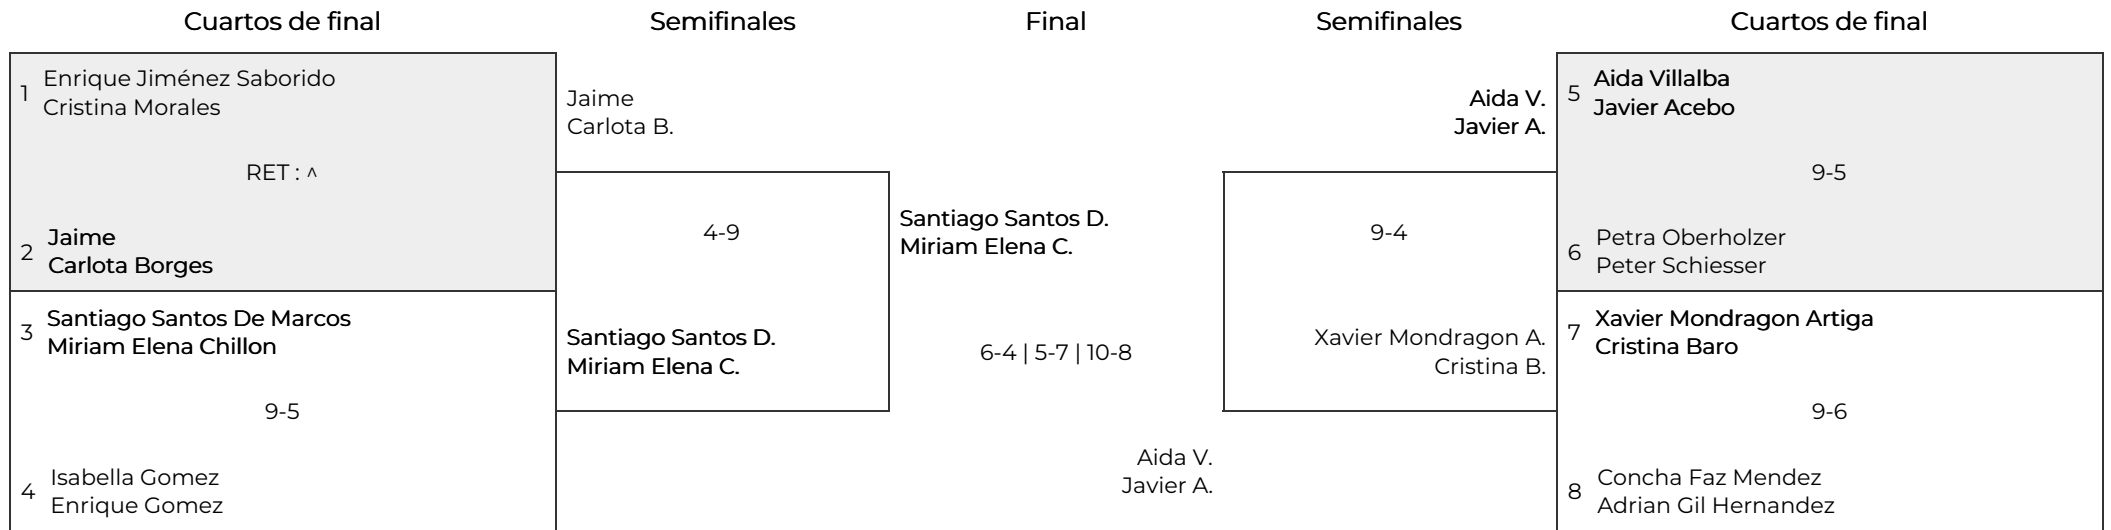 Cuartos de final
Semifinales
Final
Semifinales
Cuartos de final
1
Enrique Jiménez Saborido
Cristina Morales
RET : ^
2
Jaime
Carlota Borges
3
Santiago Santos De Marcos
Miriam Elena Chillon
9-5
4
Isabella Gomez
Enrique Gomez
Jaime
Carlota B.
4-9
Santiago Santos D.
Miriam Elena C.
Santiago Santos D.
Miriam Elena C.
6-4 | 5-7 | 10-8
Aida V.
Javier A.
Aida V.
Javier A.
9-4
Xavier Mondragon A.
Cristina B.
5
Aida Villalba
Javier Acebo
9-5
6
Petra Oberholzer
Peter Schiesser
7
Xavier Mondragon Artiga
Cristina Baro
9-6
8
Concha Faz Mendez
Adrian Gil Hernandez